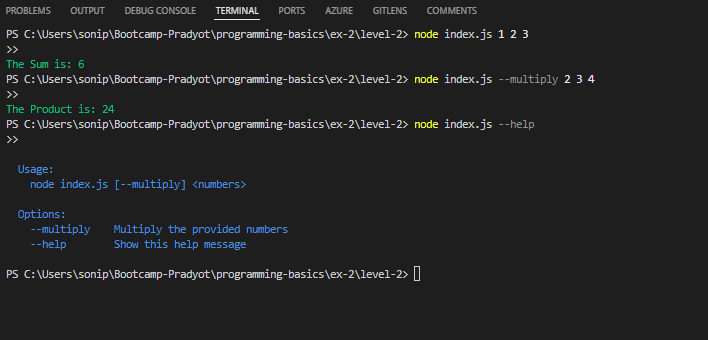 PROBLEMS OUTPUT DEBUG CONSOLE TERMINAL PORTS AZURE GITLENS COMMENTS
PS C:\Users\sonip\Bootcamp-Pradyot\programming-basics\ex-2\level-2> node index.js 1 2 3
>>
The Sum is: 6
PS C:\Users\sonip\Bootcamp-Pradyot\programming-basics\ex-2\level-2> node index.js --multiply 2 3 4
>>
The Product is: 24
PS C:\Users\sonip\Bootcamp-Pradyot\programming-basics\ex-2\level-2> node index.js --help
>>
Usage:
node index.js [--multiply] <numbers>
Options:
--multiply Multiply the provided numbers
--help Show this help message
PS C:\Users\sonip\Bootcamp-Pradyot\programming-basics\ex-2\level-2>